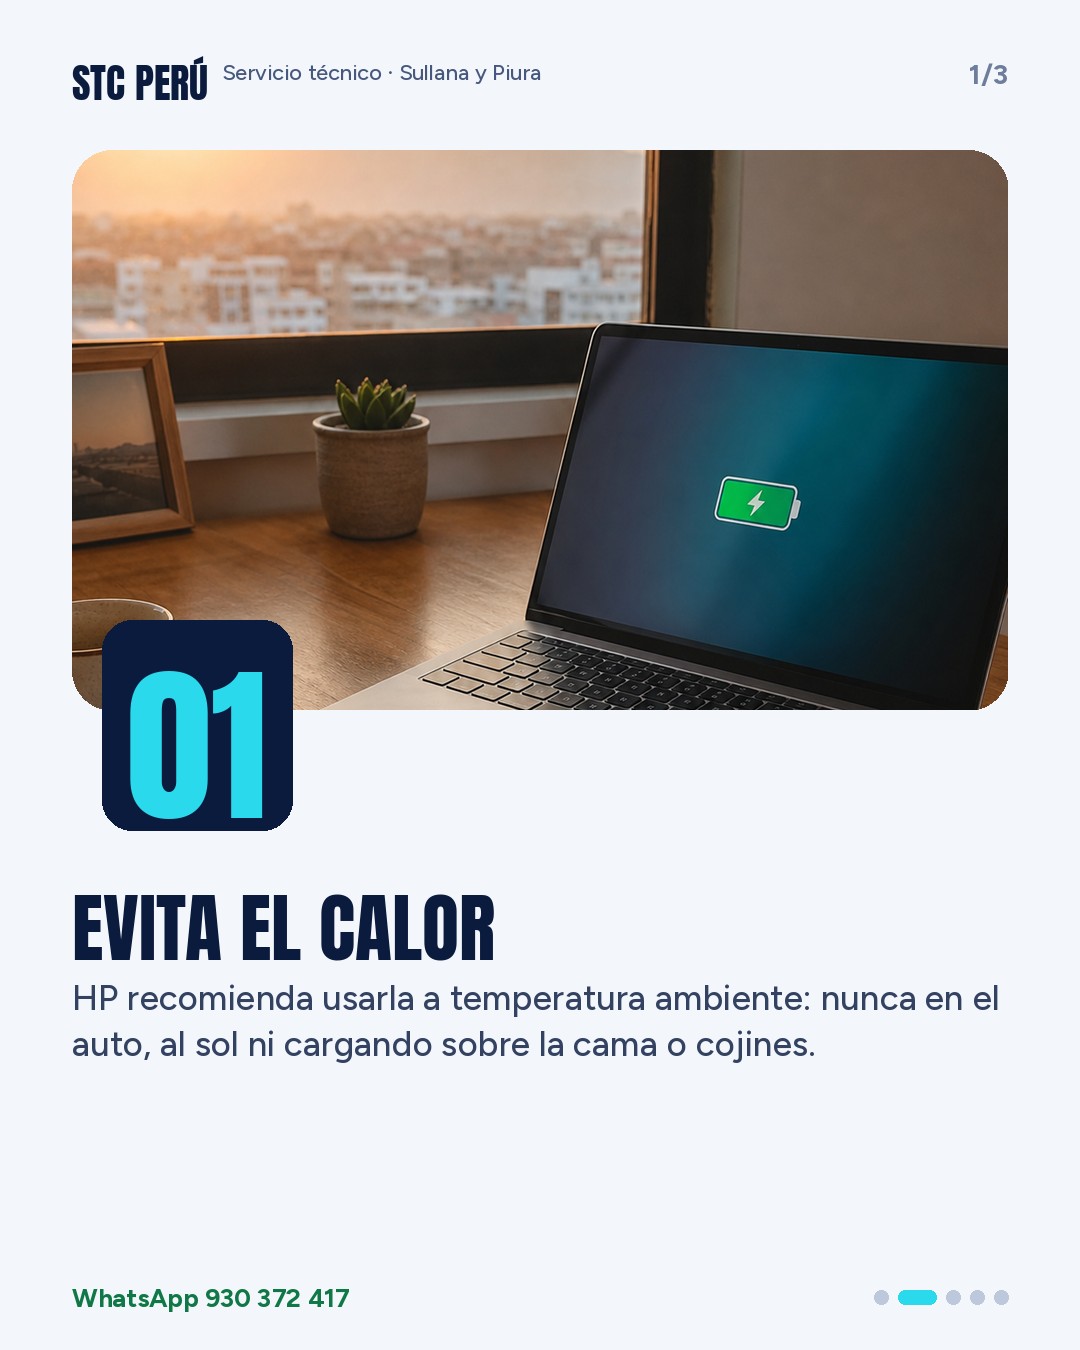 STC PERÚ Servicio técnico · Sullana y Piura
1/3
01
EVITA EL CALOR
HP recomienda usarla a temperatura ambiente: nunca en el
auto, al sol ni cargando sobre la cama o cojines.
WhatsApp 930 372 417